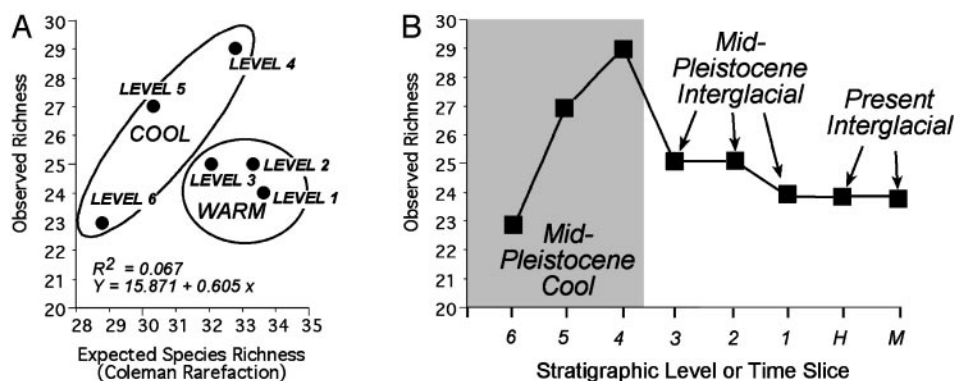 A
Observed Richness
30
29
28
27
26
25
24
23
22
21
20
LEVEL 4
LEVEL 5
COOL
LEVEL 2
LEVEL 3
LEVEL 1
LEVEL 6
WARM
R² = 0.067
Y = 15.871 + 0.605 x
28 29 30 31 32 33 34 35
Expected Species Richness
(Coleman Rarefaction)
B
Observed Richness
30
29
28
27
26
25
24
23
22
21
20
Mid-
Pleistocene
Interglacial
Present
Interglacial
Mid-
Pleistocene
Cool
6 5 4 3 2 1 H M
Stratigraphic Level or Time Slice